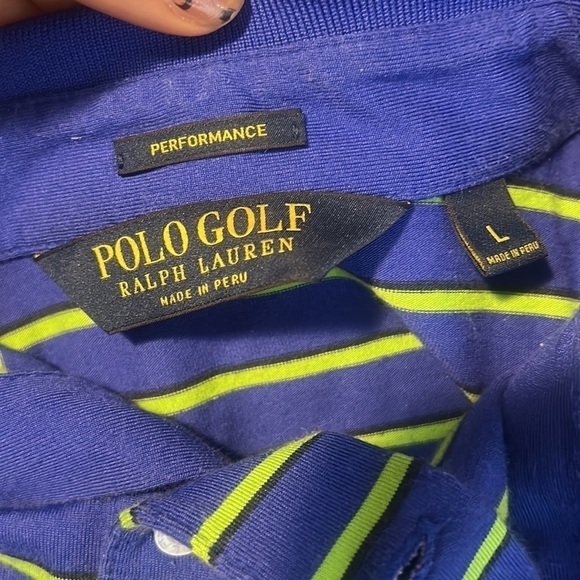 PERFORMANCE
POLO GOLF
RALPH LAUREN
MADE IN PERU
L
MADE IN PERU